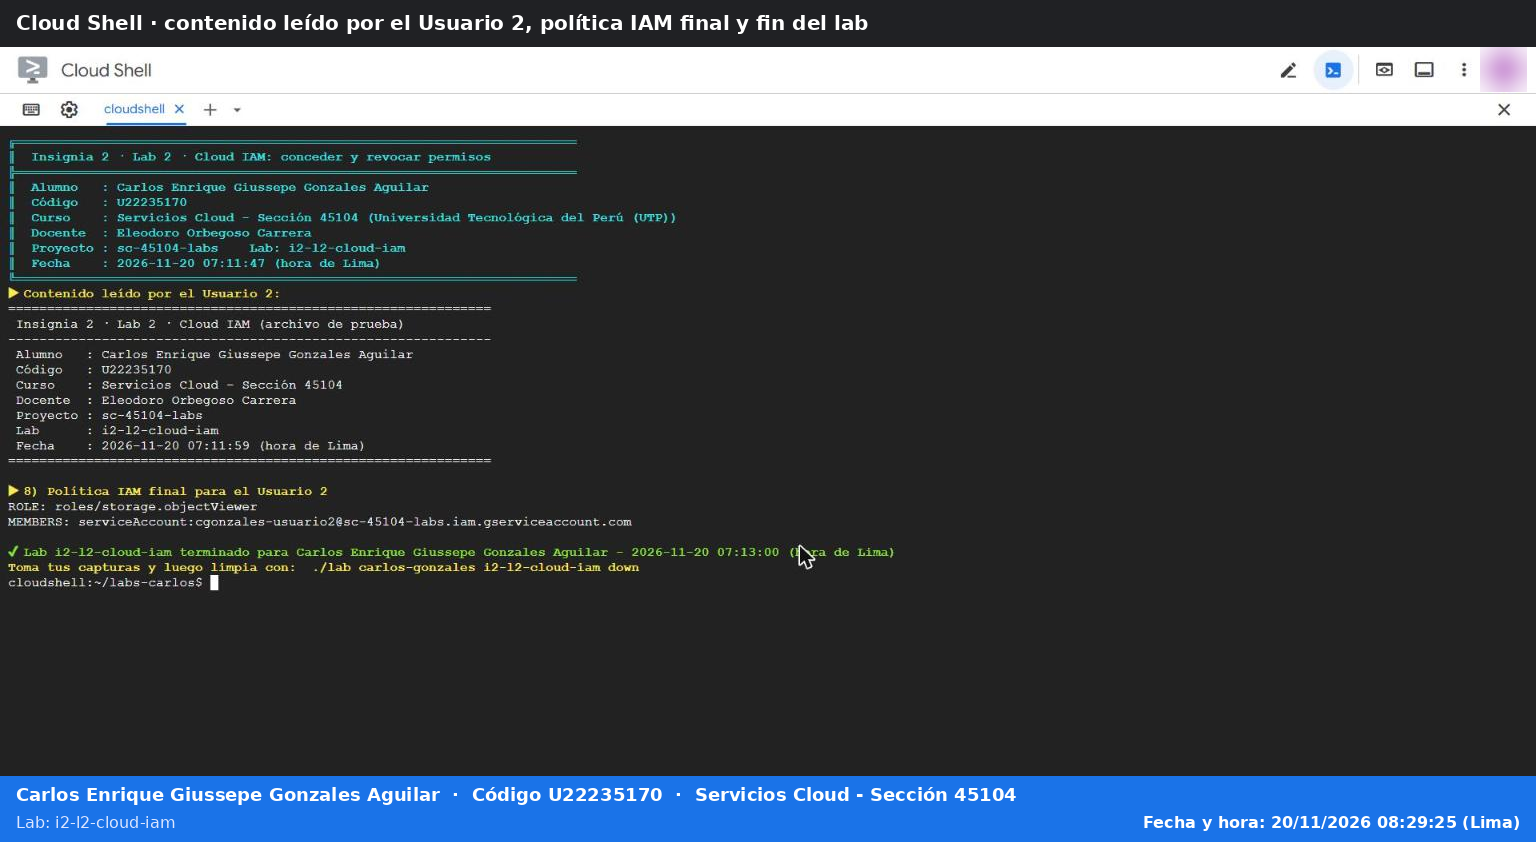 Cloud Shell · contenido leído por el Usuario 2, política IAM final y fin del lab
Cloud Shell
cloudshell
Insignia 2 · Lab 2 · Cloud IAM: conceder y revocar permisos
Alumno : Carlos Enrique Giussepe Gonzales Aguilar
Código : U22235170
Curso : Servicios Cloud - Sección 45104 (Universidad Tecnológica del Perú (UTP))
Docente : Eleodoro Orbegoso Carrera
Proyecto : sc-45104-labs Lab: i2-l2-cloud-iam
Fecha : 2026-11-20 07:11:47 (hora de Lima)
▶ Contenido leído por el Usuario 2:
==============================================================
Insignia 2 · Lab 2 · Cloud IAM (archivo de prueba)
--------------------------------------------------------------
Alumno : Carlos Enrique Giussepe Gonzales Aguilar
Código : U22235170
Curso : Servicios Cloud - Sección 45104
Docente : Eleodoro Orbegoso Carrera
Proyecto : sc-45104-labs
Lab : i2-l2-cloud-iam
Fecha : 2026-11-20 07:11:59 (hora de Lima)
==============================================================
▶ 8) Política IAM final para el Usuario 2
ROLE: roles/storage.objectViewer
MEMBERS: serviceAccount:cgonzales-usuario2@sc-45104-labs.iam.gserviceaccount.com
✔ Lab i2-l2-cloud-iam terminado para Carlos Enrique Giussepe Gonzales Aguilar - 2026-11-20 07:13:00 (hora de Lima)
Toma tus capturas y luego limpia con: ./lab carlos-gonzales i2-l2-cloud-iam down
cloudshell:~/labs-carlos$
Carlos Enrique Giussepe Gonzales Aguilar · Código U22235170 · Servicios Cloud - Sección 45104
Lab: i2-l2-cloud-iam
Fecha y hora: 20/11/2026 08:29:25 (Lima)